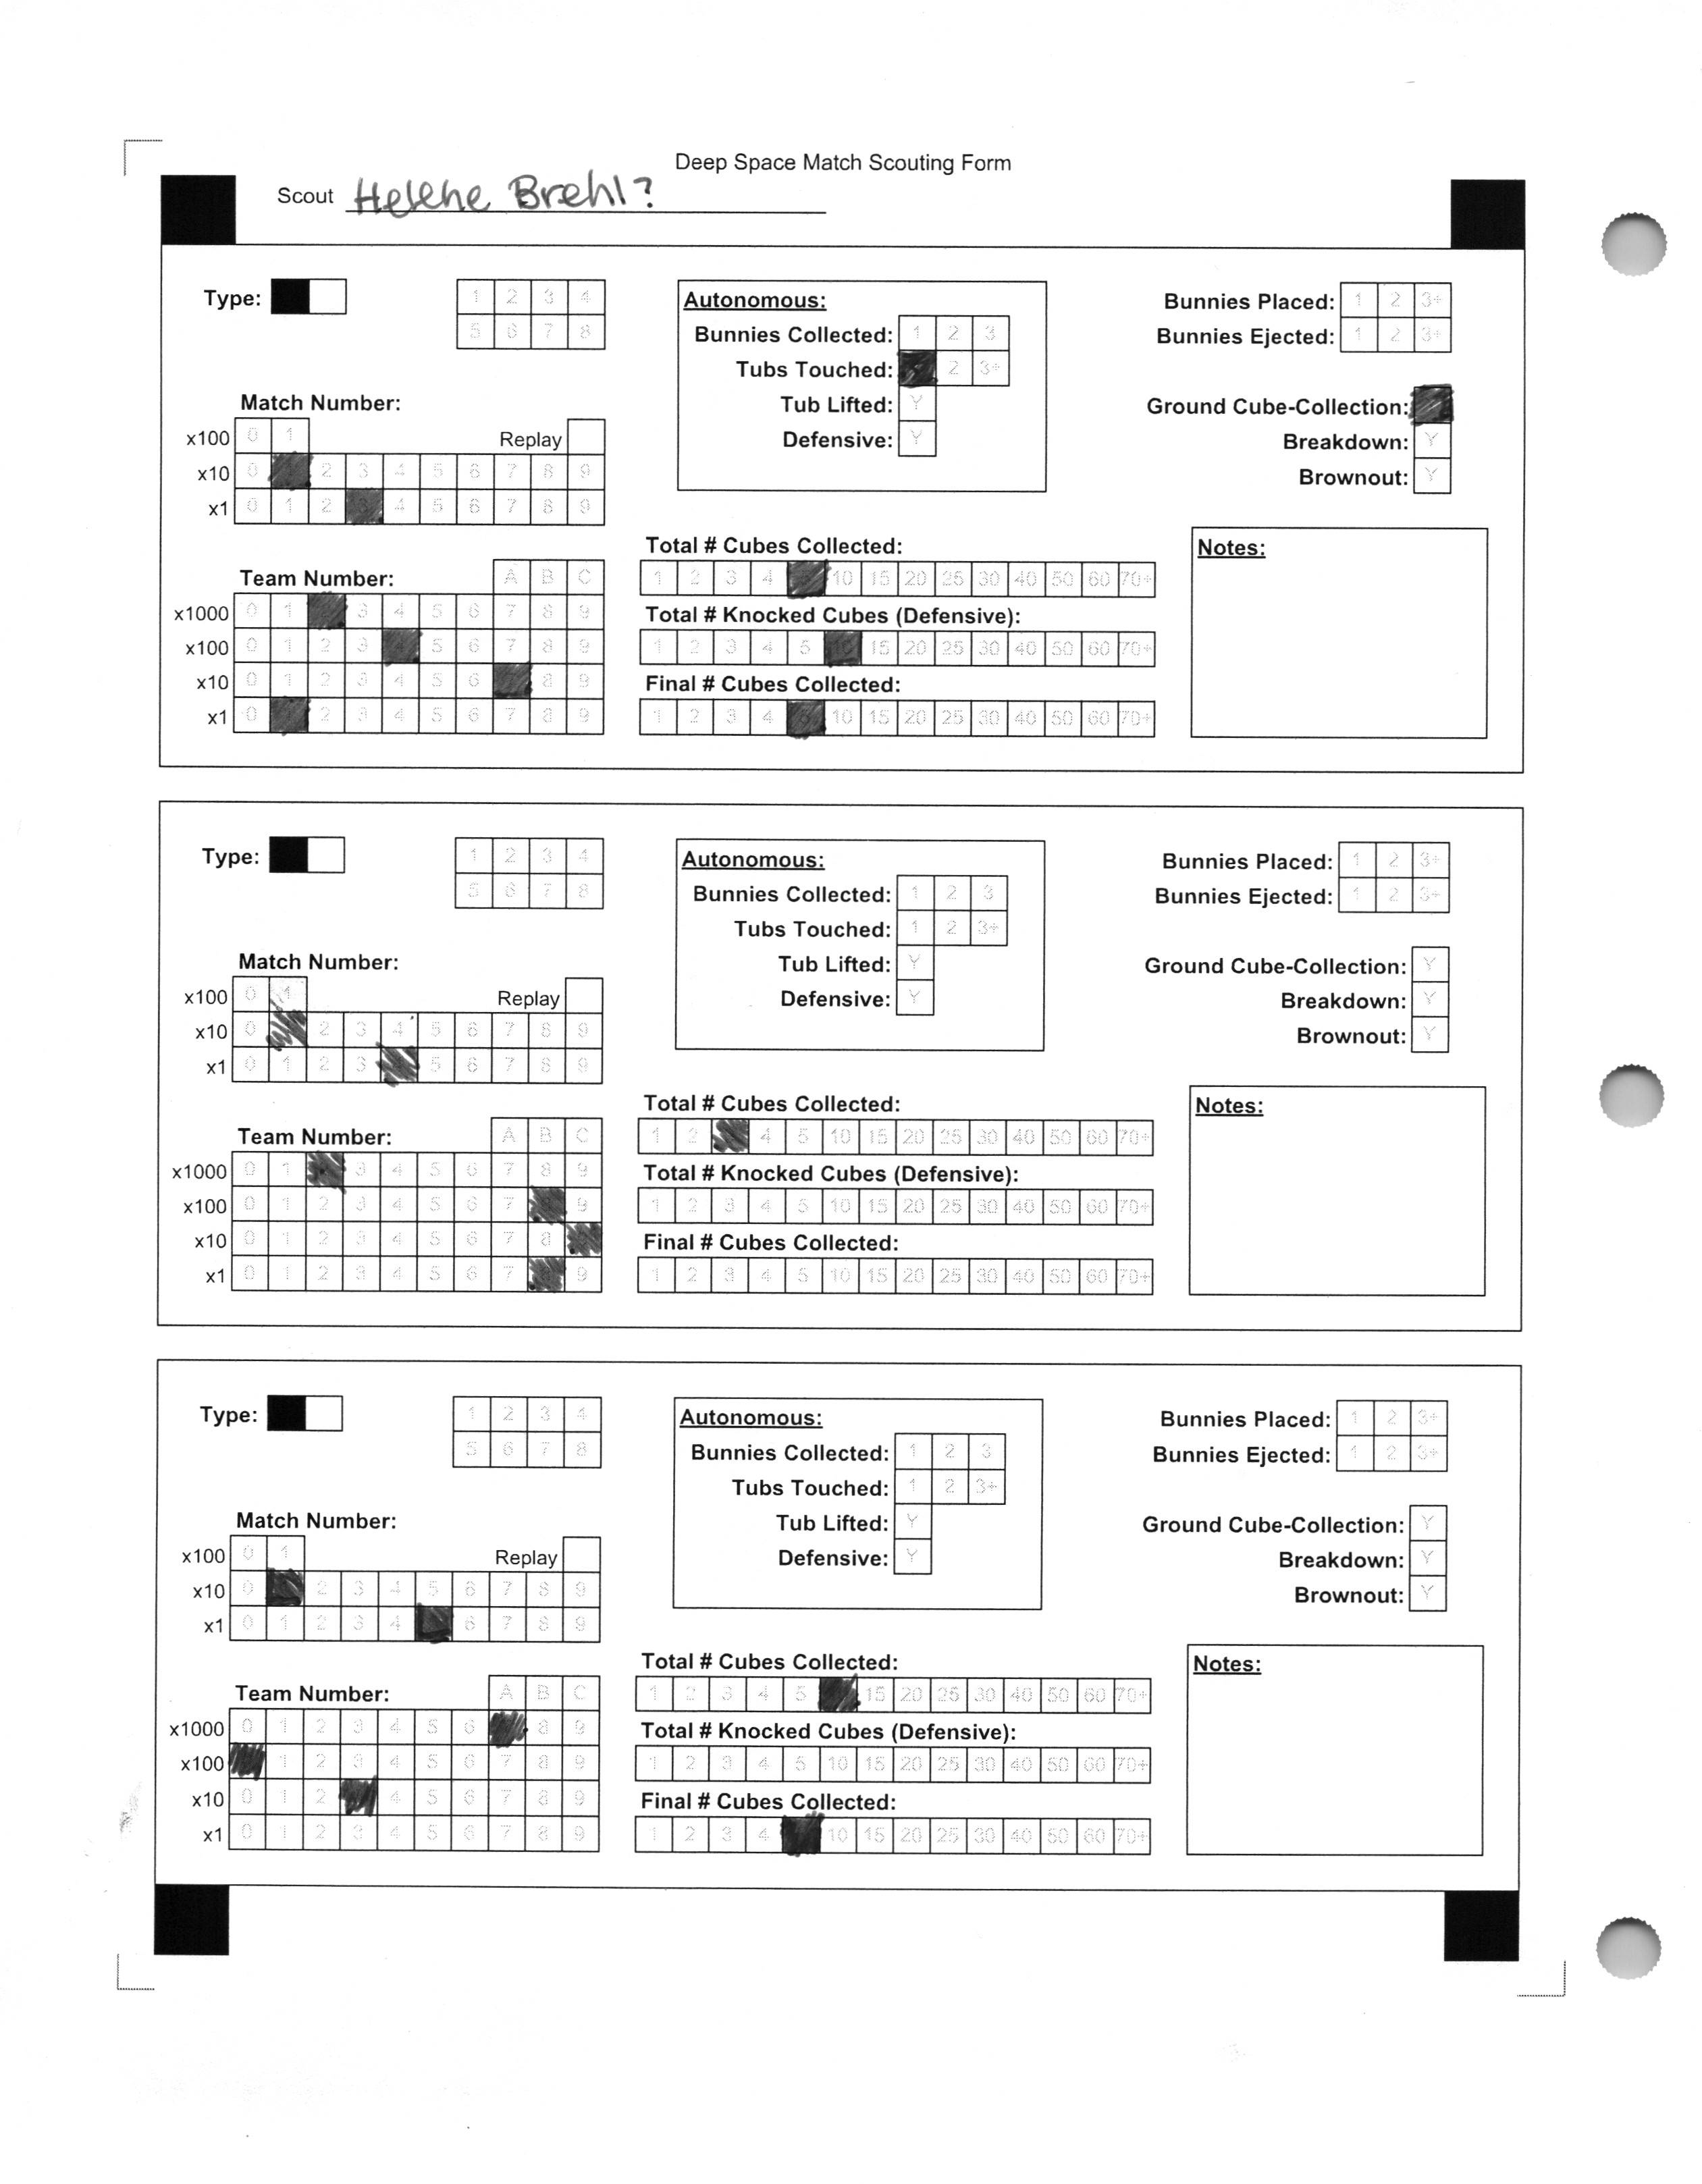 Deep Space Match Scouting Form
Scout Helene Brehl?
Type:
1 2 3 4
5 6 7 8
Autonomous:
Bunnies Collected: 1 2 3
Tubs Touched: 2 3+
Tub Lifted: Y
Defensive: Y
Bunnies Placed: 1 2 3+
Bunnies Ejected: 1 2 3+
Ground Cube-Collection:
Breakdown: Y
Brownout: Y
Match Number:
x100 0 1 Replay
x10 0 2 3 4 5 6 7 8 9
x1 0 1 2 3 4 5 6 7 8 9
Team Number: A B C
x1000 0 1 3 4 5 6 7 8 9
x100 0 1 2 3 5 6 7 8 9
x10 0 1 2 3 4 5 6 8 9
x1 0 2 3 4 5 6 7 8 9
Total # Cubes Collected:
1 2 3 4 10 15 20 25 30 40 50 60 70+
Total # Knocked Cubes (Defensive):
1 2 3 4 5 10 15 20 25 30 40 50 60 70+
Final # Cubes Collected:
1 2 3 4 10 15 20 25 30 40 50 60 70+
Notes:
Type:
1 2 3 4
5 6 7 8
Autonomous:
Bunnies Collected: 1 2 3
Tubs Touched: 1 2 3+
Tub Lifted: Y
Defensive: Y
Bunnies Placed: 1 2 3+
Bunnies Ejected: 1 2 3+
Ground Cube-Collection: Y
Breakdown: Y
Brownout: Y
Match Number:
x100 0 1 Replay
x10 0 2 3 4 5 6 7 8 9
x1 0 1 2 3 5 6 7 8 9
Team Number: A B C
x1000 0 1 3 4 5 6 7 8 9
x100 0 1 2 3 4 5 6 7 9
x10 0 1 2 3 4 5 6 7 8
x1 0 1 2 3 4 5 6 7 9
Total # Cubes Collected:
1 2 4 5 10 15 20 25 30 40 50 60 70+
Total # Knocked Cubes (Defensive):
1 2 3 4 5 10 15 20 25 30 40 50 60 70+
Final # Cubes Collected:
1 2 3 4 5 10 15 20 25 30 40 50 60 70+
Notes:
Type:
1 2 3 4
5 6 7 8
Autonomous:
Bunnies Collected: 1 2 3
Tubs Touched: 1 2 3+
Tub Lifted: Y
Defensive: Y
Bunnies Placed: 1 2 3+
Bunnies Ejected: 1 2 3+
Ground Cube-Collection: Y
Breakdown: Y
Brownout: Y
Match Number:
x100 0 1 Replay
x10 0 2 3 4 5 6 7 8 9
x1 0 1 2 3 4 6 7 8 9
Team Number: A B C
x1000 0 1 2 3 4 5 6 8 9
x100 1 2 3 4 5 6 7 8 9
x10 0 1 2 4 5 6 7 8 9
x1 0 1 2 3 4 5 6 7 8 9
Total # Cubes Collected:
1 2 3 4 5 15 20 25 30 40 50 60 70+
Total # Knocked Cubes (Defensive):
1 2 3 4 5 10 15 20 25 30 40 50 60 70+
Final # Cubes Collected:
1 2 3 4 10 15 20 25 30 40 50 60 70+
Notes: